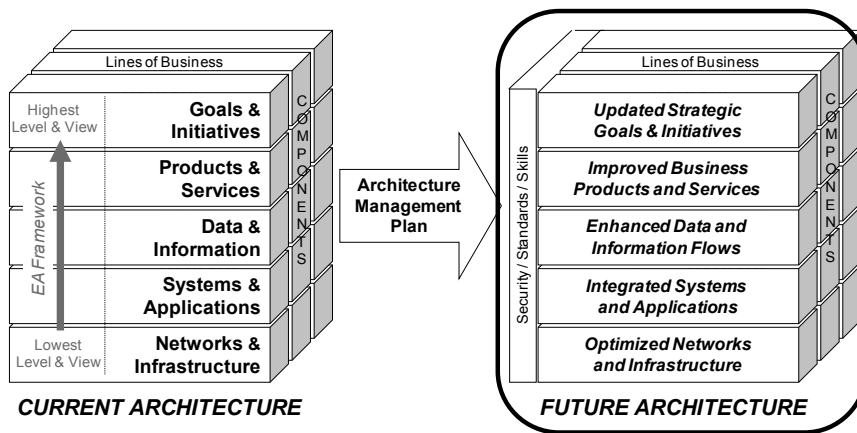 Lines of Business
Highest
Level & View
Goals &
Initiatives
Products &
Services
Data &
Information
Systems &
Applications
Networks &
Infrastructure
Lowest
Level & View
EA Framework
COMPONENTS
CURRENT ARCHITECTURE
Architecture
Management
Plan
Lines of Business
Security / Standards / Skills
Updated Strategic
Goals & Initiatives
Improved Business
Products and Services
Enhanced Data and
Information Flows
Integrated Systems
and Applications
Optimized Networks
and Infrastructure
COMPONENTS
FUTURE ARCHITECTURE